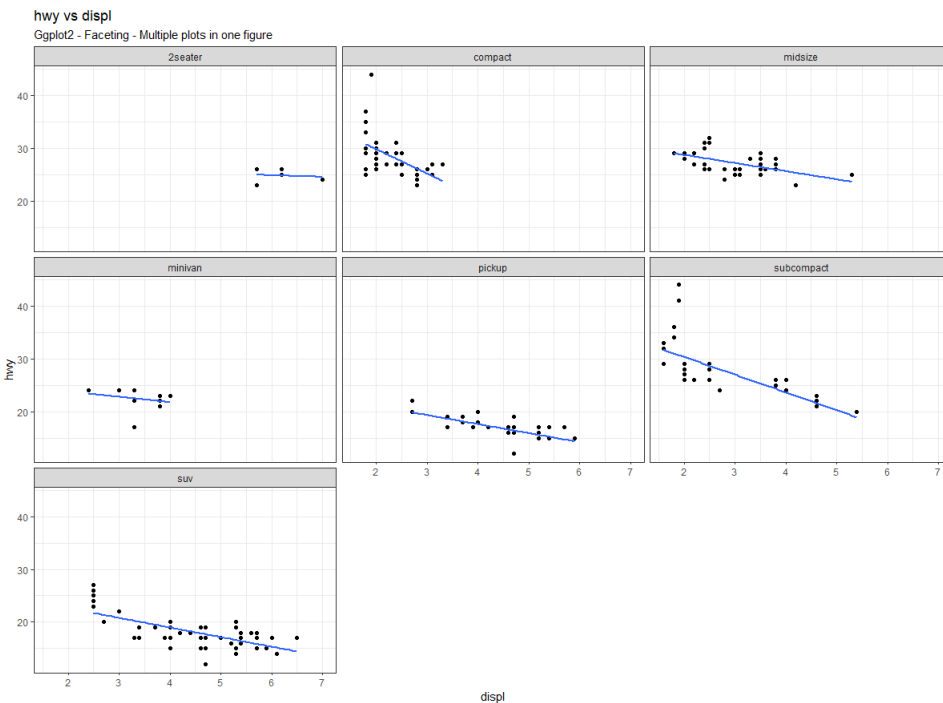 hwy vs displ
Ggplot2 - Faceting - Multiple plots in one figure
2seater compact midsize
40
30
20
minivan pickup subcompact
40
30
20
hwy
2 3 4 5 6 7 2 3 4 5 6 7
suv
40
30
20
2 3 4 5 6 7
displ